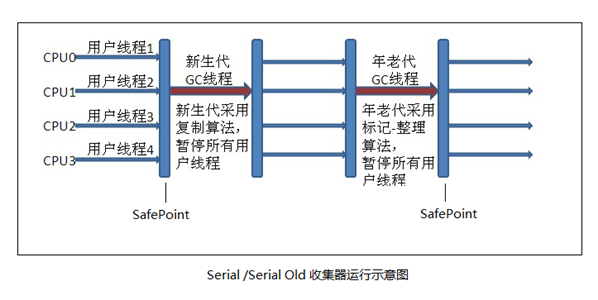 CPU0
用户线程1
CPU1
用户线程2
CPU2
用户线程3
CPU3
用户线程4
新生代
GC线程
新生代采用
复制算法,
暂停所有用
户线程
年老代
GC线程
年老代采用
标记-整理
算法,
暂停所有用
户线程
SafePoint
SafePoint
Serial /Serial Old 收集器运行示意图